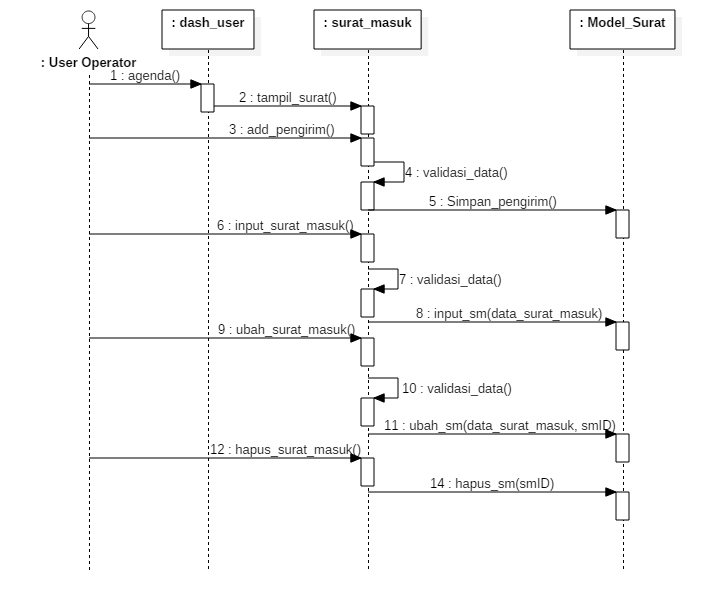 : dash_user
: surat_masuk
: Model_Surat
: User Operator
1 : agenda()
2 : tampil_surat()
3 : add_pengirim()
4 : validasi_data()
5 : Simpan_pengirim()
6 : input_surat_masuk()
7 : validasi_data()
8 : input_sm(data_surat_masuk)
9 : ubah_surat_masuk()
10 : validasi_data()
11 : ubah_sm(data_surat_masuk, smID)
12 : hapus_surat_masuk()
14 : hapus_sm(smID)